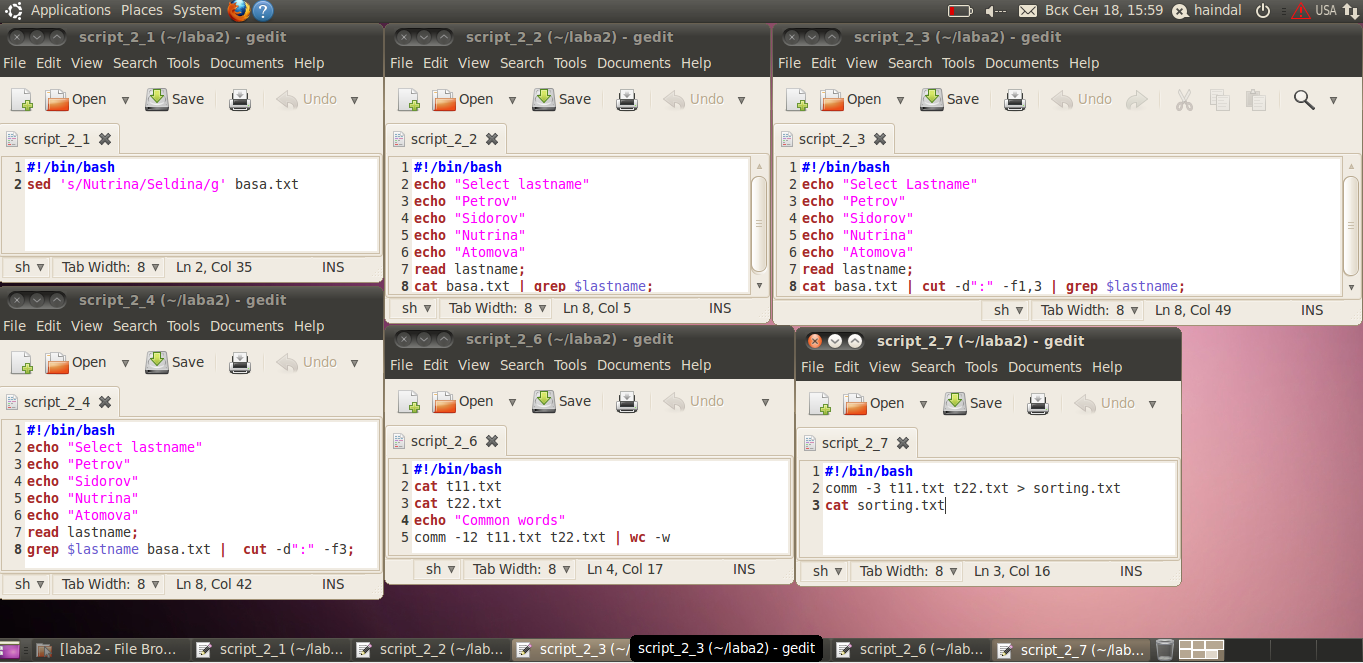 Applications Places System ? Вск Сен 18, 15:59 haindal USA
script_2_1 (~/laba2) - gedit
File Edit View Search Tools Documents Help
Open Save Undo
script_2_1
1 #!/bin/bash
2 sed 's/Nutrina/Seldina/g' basa.txt
sh Tab Width: 8 Ln 2, Col 35 INS
script_2_2 (~/laba2) - gedit
File Edit View Search Tools Documents Help
Open Save Undo
script_2_2
1 #!/bin/bash
2 echo "Select lastname"
3 echo "Petrov"
4 echo "Sidorov"
5 echo "Nutrina"
6 echo "Atomova"
7 read lastname;
8 cat basa.txt | grep $lastname;
sh Tab Width: 8 Ln 8, Col 5 INS
script_2_3 (~/laba2) - gedit
File Edit View Search Tools Documents Help
Open Save Undo
script_2_3
1 #!/bin/bash
2 echo "Select Lastname"
3 echo "Petrov"
4 echo "Sidorov"
5 echo "Nutrina"
6 echo "Atomova"
7 read lastname;
8 cat basa.txt | cut -d":" -f1,3 | grep $lastname;
sh Tab Width: 8 Ln 8, Col 49 INS
script_2_4 (~/laba2) - gedit
File Edit View Search Tools Documents Help
Open Save Undo
script_2_4
1 #!/bin/bash
2 echo "Select lastname"
3 echo "Petrov"
4 echo "Sidorov"
5 echo "Nutrina"
6 echo "Atomova"
7 read lastname;
8 grep $lastname basa.txt |  cut -d":" -f3;
sh Tab Width: 8 Ln 8, Col 42 INS
script_2_6 (~/laba2) - gedit
File Edit View Search Tools Documents Help
Open Save Undo
script_2_6
1 #!/bin/bash
2 cat t11.txt
3 cat t22.txt
4 echo "Common words"
5 comm -12 t11.txt t22.txt | wc -w
sh Tab Width: 8 Ln 4, Col 17 INS
script_2_7 (~/laba2) - gedit
File Edit View Search Tools Documents Help
Open Save Undo
script_2_7
1 #!/bin/bash
2 comm -3 t11.txt t22.txt > sorting.txt
3 cat sorting.txt
sh Tab Width: 8 Ln 3, Col 16 INS
[laba2 - File Bro... script_2_1 (~/lab... script_2_2 (~/lab... script_2_3 (~/ script_2_3 (~/laba2) - gedit script_2_6 (~/lab... script_2_7 (~/lab...